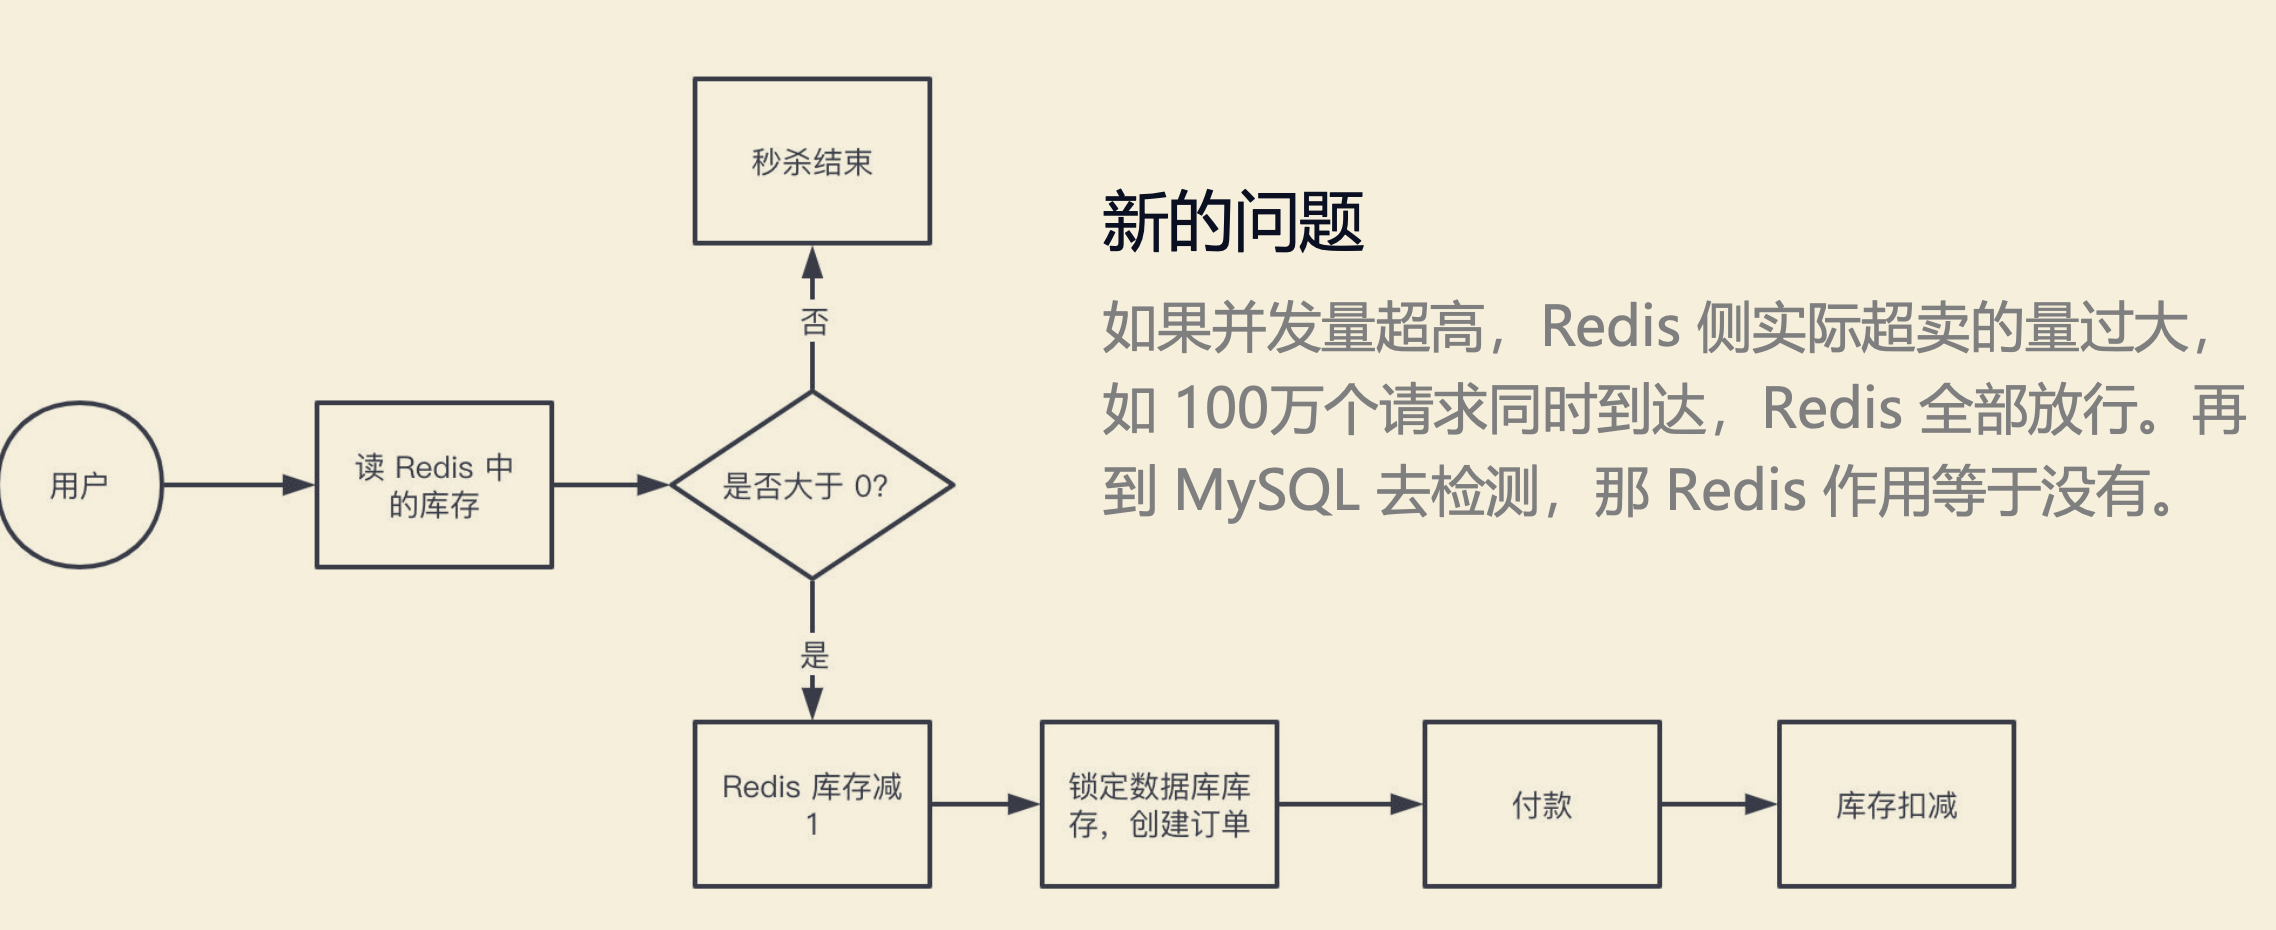 秒杀结束
新的问题
如果并发量超高，Redis 侧实际超卖的量过大，
如 100万个请求同时到达，Redis 全部放行。再
到 MySQL 去检测，那 Redis 作用等于没有。
否
用户
读 Redis 中
的库存
是否大于 0?
是
Redis 库存减
1
锁定数据库库
存，创建订单
付款
库存扣减